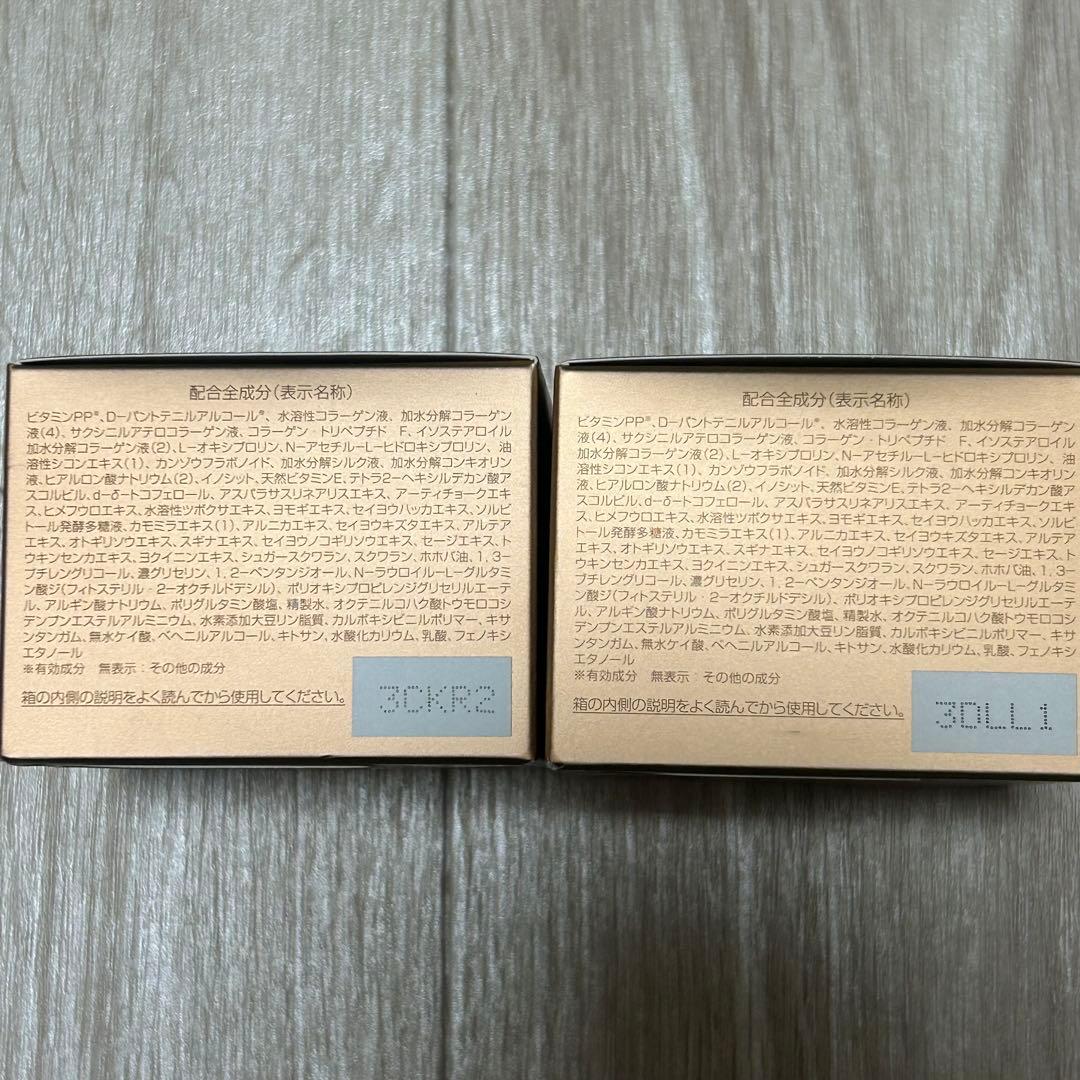 配合全成分(表示名称)
ビタミンPP※、D-パントテニルアルコール※、水溶性コラーゲン液、加水分解コラーゲン
液(4)、サクシニルアテロコラーゲン液、コラーゲン・トリペプチド F、イソステアロイル
加水分解コラーゲン液(2)、L-オキシプロリン、N-アセチル-L-ヒドロキシプロリン、油
溶性シコンエキス(1)、カンゾウフラボノイド、加水分解シルク液、加水分解コンキオリン
液、ヒアルロン酸ナトリウム(2)、イノシット、天然ビタミンE、テトラ2-ヘキシルデカン酸ア
スコルビル、d-δ-トコフェロール、アスパラサスリネアリスエキス、アーティチョークエキ
ス、ヒメフウロエキス、水溶性ツボクサエキス、ヨモギエキス、セイヨウハッカエキス、ソルビ
トール発酵多糖液、カモミラエキス(1)、アルニカエキス、セイヨウキズタエキス、アルテア
エキス、オトギリソウエキス、スギナエキス、セイヨウノコギリソウエキス、セージエキス、ト
ウキンセンカエキス、ヨクイニンエキス、シュガースクワラン、スクワラン、ホホバ油、1,3-
ブチレングリコール、濃グリセリン、1,2-ペンタンジオール、N-ラウロイル-L-グルタミ
ン酸ジ(フィトステリル・2-オクチルドデシル)、ポリオキシプロピレンジグリセリルエーテ
ル、アルギン酸ナトリウム、ポリグルタミン酸塩、精製水、オクテニルコハク酸トウモロコシ
デンプンエステルアルミニウム、水素添加大豆リン脂質、カルボキシビニルポリマー、キサ
ンタンガム、無水ケイ酸、ベヘニルアルコール、キトサン、水酸化カリウム、乳酸、フェノキシ
エタノール
※有効成分 無表示:その他の成分
箱の内側の説明をよく読んでから使用してください。
3CKR2
配合全成分(表示名称)
ビタミンPP※、D-パントテニルアルコール※、水溶性コラーゲン液、加水分解コラーゲン
液(4)、サクシニルアテロコラーゲン液、コラーゲン・トリペプチド F、イソステアロイル
加水分解コラーゲン液(2)、L-オキシプロリン、N-アセチル-L-ヒドロキシプロリン、油
溶性シコンエキス(1)、カンゾウフラボノイド、加水分解シルク液、加水分解コンキオリン
液、ヒアルロン酸ナトリウム(2)、イノシット、天然ビタミンE、テトラ2-ヘキシルデカン酸ア
スコルビル、d-δ-トコフェロール、アスパラサスリネアリスエキス、アーティチョークエキ
ス、ヒメフウロエキス、水溶性ツボクサエキス、ヨモギエキス、セイヨウハッカエキス、ソルビ
トール発酵多糖液、カモミラエキス(1)、アルニカエキス、セイヨウキズタエキス、アルテア
エキス、オトギリソウエキス、スギナエキス、セイヨウノコギリソウエキス、セージエキス、ト
ウキンセンカエキス、ヨクイニンエキス、シュガースクワラン、スクワラン、ホホバ油、1,3
-ブチレングリコール、濃グリセリン、1,2-ペンタンジオール、N-ラウロイル-L-グルタミ
ン酸ジ(フィトステリル・2-オクチルドデシル)、ポリオキシプロピレンジグリセリルエーテ
ル、アルギン酸ナトリウム、ポリグルタミン酸塩、精製水、オクテニルコハク酸トウモロコシ
デンプンエステルアルミニウム、水素添加大豆リン脂質、カルボキシビニルポリマー、キサ
ンタンガム、無水ケイ酸、ベヘニルアルコール、キトサン、水酸化カリウム、乳酸、フェノキシ
エタノール
※有効成分 無表示:その他の成分
箱の内側の説明をよく読んでから使用してください。
3DLL1